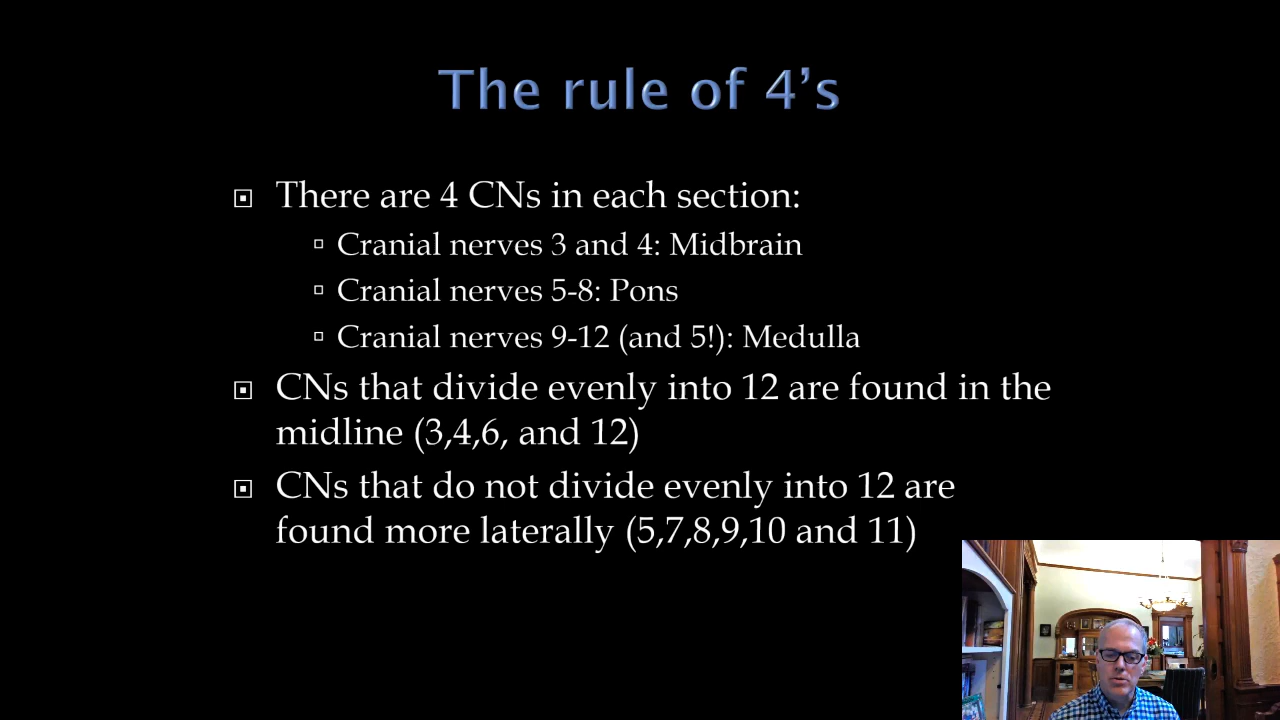 The rule of 4’s
There are 4 CNs in each section:
Cranial nerves 3 and 4: Midbrain
Cranial nerves 5-8: Pons
Cranial nerves 9-12 (and 5!): Medulla
CNs that divide evenly into 12 are found in the
midline (3,4,6, and 12)
CNs that do not divide evenly into 12 are
found more laterally (5,7,8,9,10 and 11)